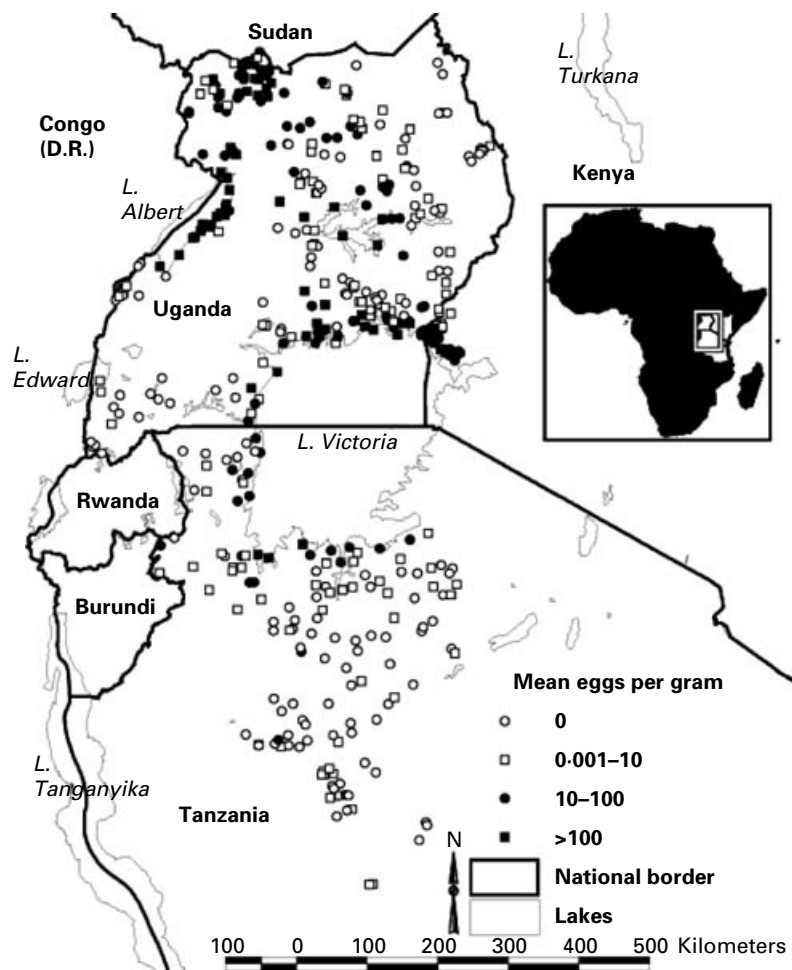 Sudan
L.
Turkana
Congo
(D.R.)
Kenya
L.
Albert
Uganda
L.
Edward
L. Victoria
Rwanda
Burundi
Mean eggs per gram
0
0·001–10
10–100
>100
L.
Tanganyika
Tanzania
N
National border
Lakes
100 0 100 200 300 400 500 Kilometers